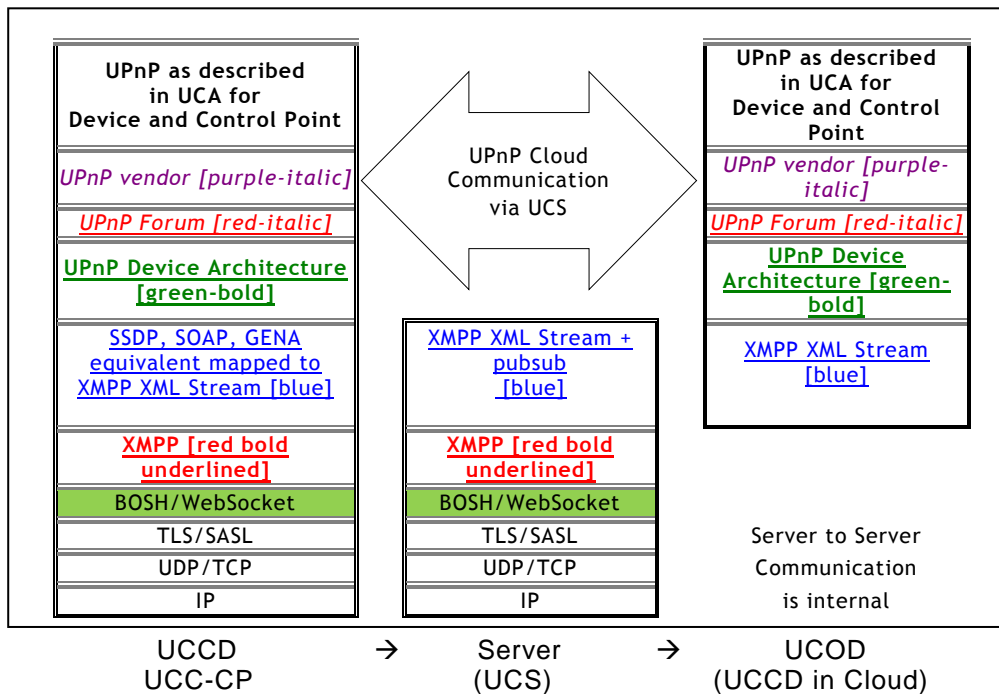 UPnP as described
in UCA for
Device and Control Point
UPnP vendor [purple-italic]
UPnP Forum [red-italic]
UPnP Device Architecture
[green-bold]
SSDP, SOAP, GENA
equivalent mapped to
XMPP XML Stream [blue]
XMPP [red bold
underlined]
BOSH/WebSocket
TLS/SASL
UDP/TCP
IP
UPnP Cloud
Communication
via UCS
XMPP XML Stream +
pubsub
[blue]
XMPP [red bold
underlined]
BOSH/WebSocket
TLS/SASL
UDP/TCP
IP
UPnP as described
in UCA for
Device and Control
Point
UPnP vendor [purple-
italic]
UPnP Forum [red-italic]
UPnP Device
Architecture [green-
bold]
XMPP XML Stream
[blue]
Server to Server
Communication
is internal
UCCD → Server → UCOD
UCC-CP (UCS) (UCCD in Cloud)